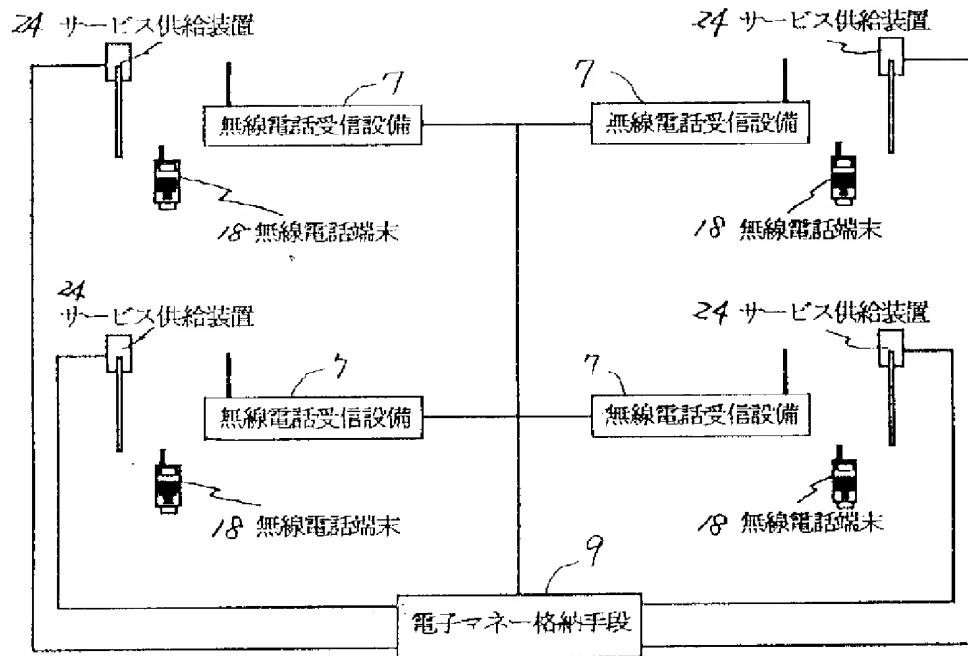 24 サービス供給装置
24 サービス供給装置
7
7
無線電話受信設備
無線電話受信設備
18 無線電話端末
18 無線電話端末
24
サービス供給装置
24 サービス供給装置
7
7
無線電話受信設備
無線電話受信設備
18 無線電話端末
18 無線電話端末
9
電子マネー格納手段